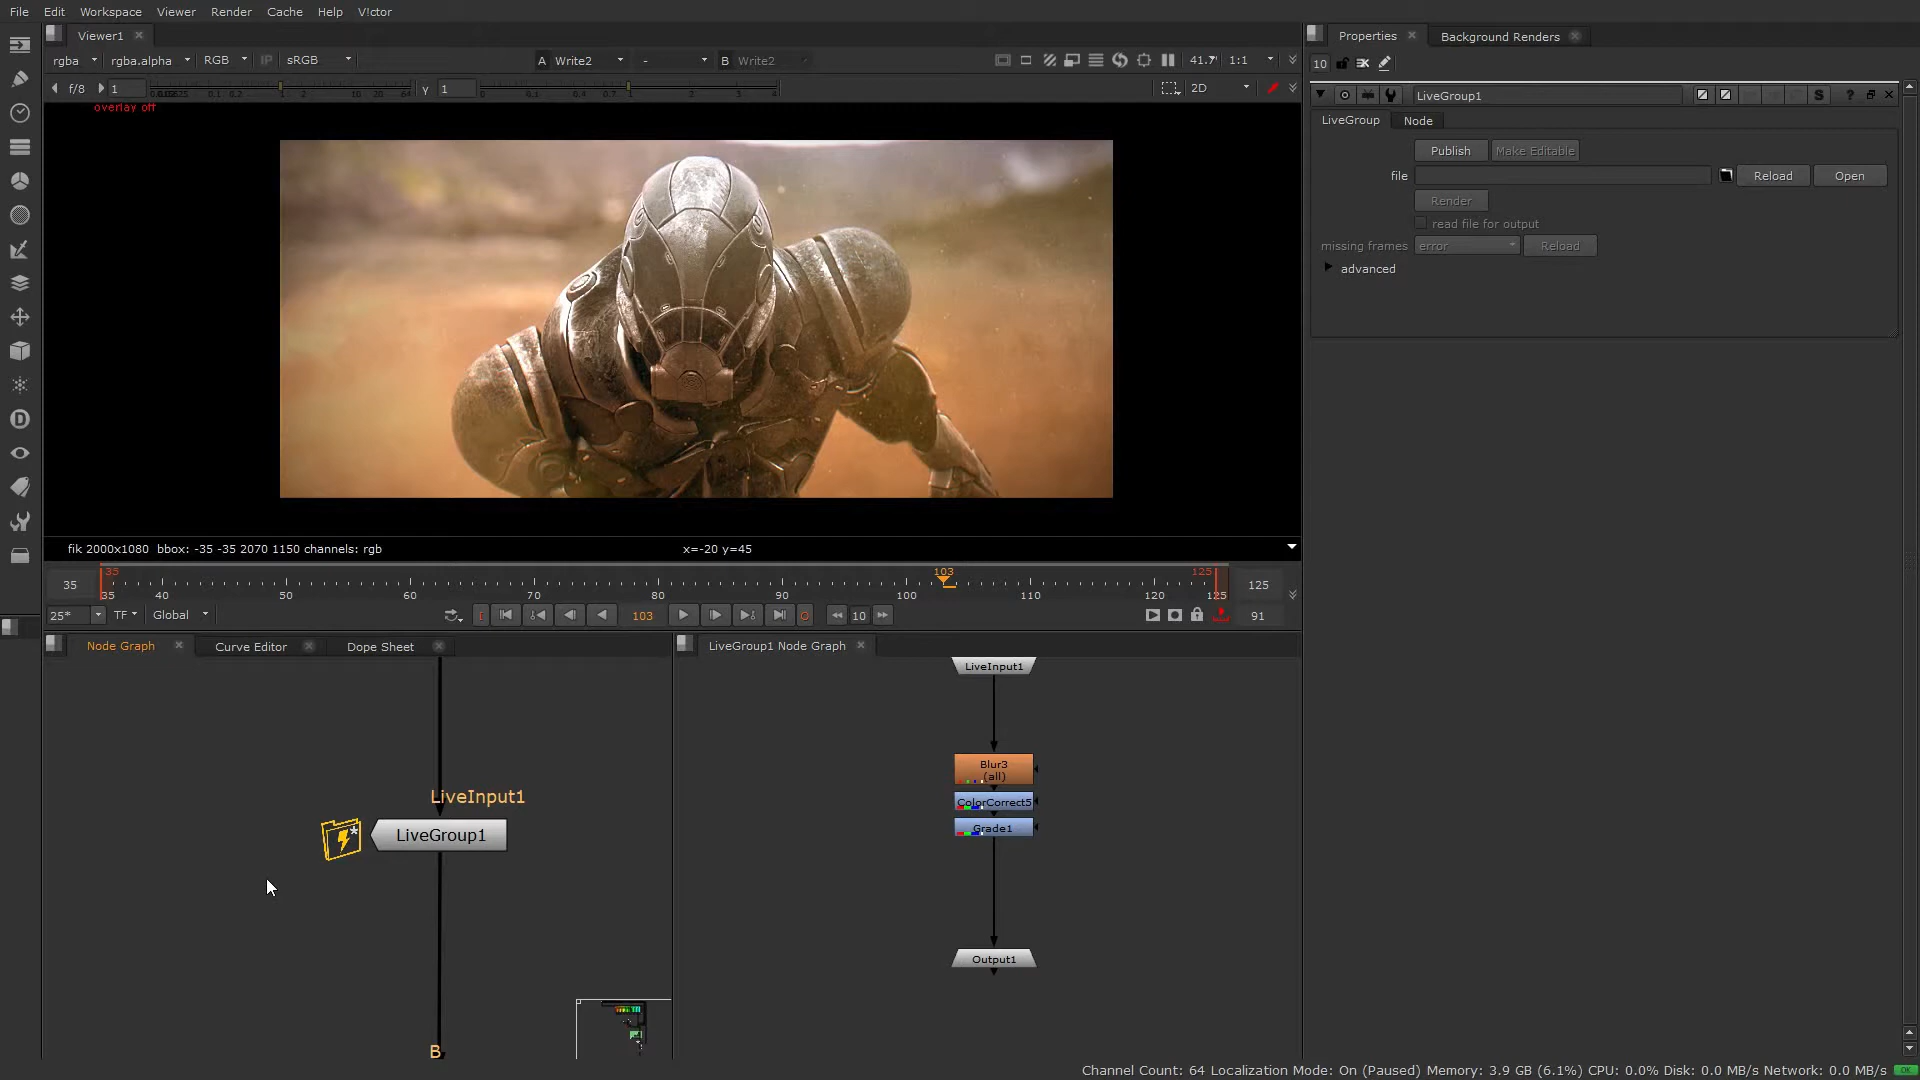 File Edit Workspace Viewer Render Cache Help V!ctor
Viewer1
rgba rgba.alpha RGB IP sRGB A Write2 - B Write2 41.7 1:1
f/8 1 Y 1 2D
overlay off
fik 2000x1080 bbox: -35 -35 2070 1150 channels: rgb x=-20 y=45
35 103 125
35 35 40 50 60 70 80 90 100 110 120 125 125
25* TF Global 103 10 91
Node Graph Curve Editor Dope Sheet
LiveInput1
LiveGroup1
B
LiveGroup1 Node Graph
LiveInput1
Blur3
(all)
ColorCorrect5
Grade1
Output1
Properties Background Renders
10
LiveGroup1 S ?
LiveGroup Node
Publish Make Editable
file Reload Open
Render
read file for output
missing frames error Reload
advanced
Channel Count: 64 Localization Mode: On (Paused) Memory: 3.9 GB (6.1%) CPU: 0.0% Disk: 0.0 MB/s Network: 0.0 MB/s